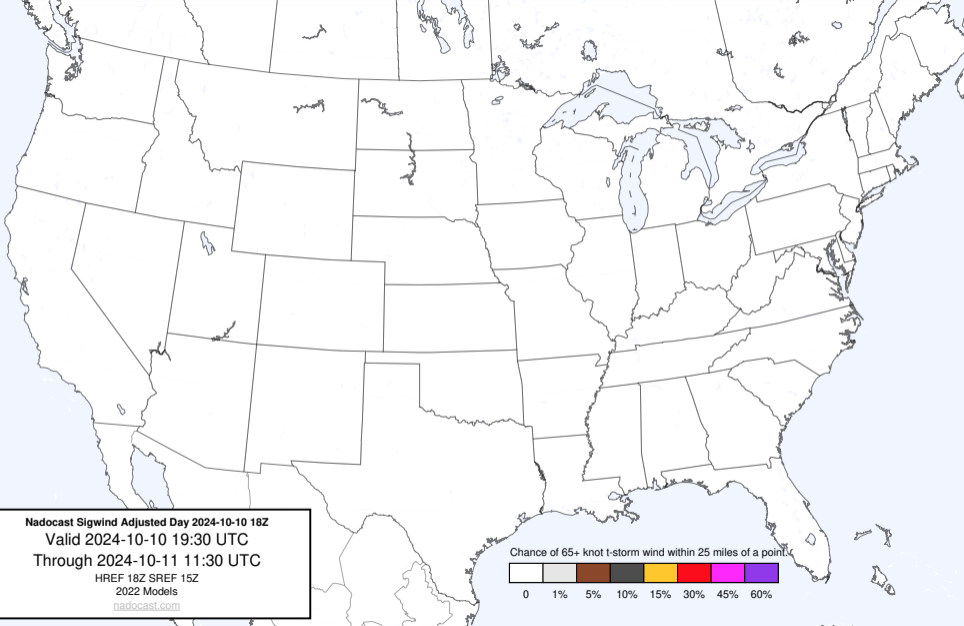 Nadocast Sigwind Adjusted Day 2024-10-10 18Z
Valid 2024-10-10 19:30 UTC
Through 2024-10-11 11:30 UTC
HREF 18Z SREF 15Z
2022 Models
nadocast.com
Chance of 65+ knot t-storm wind within 25 miles of a point.
0 1% 5% 10% 15% 30% 45% 60%